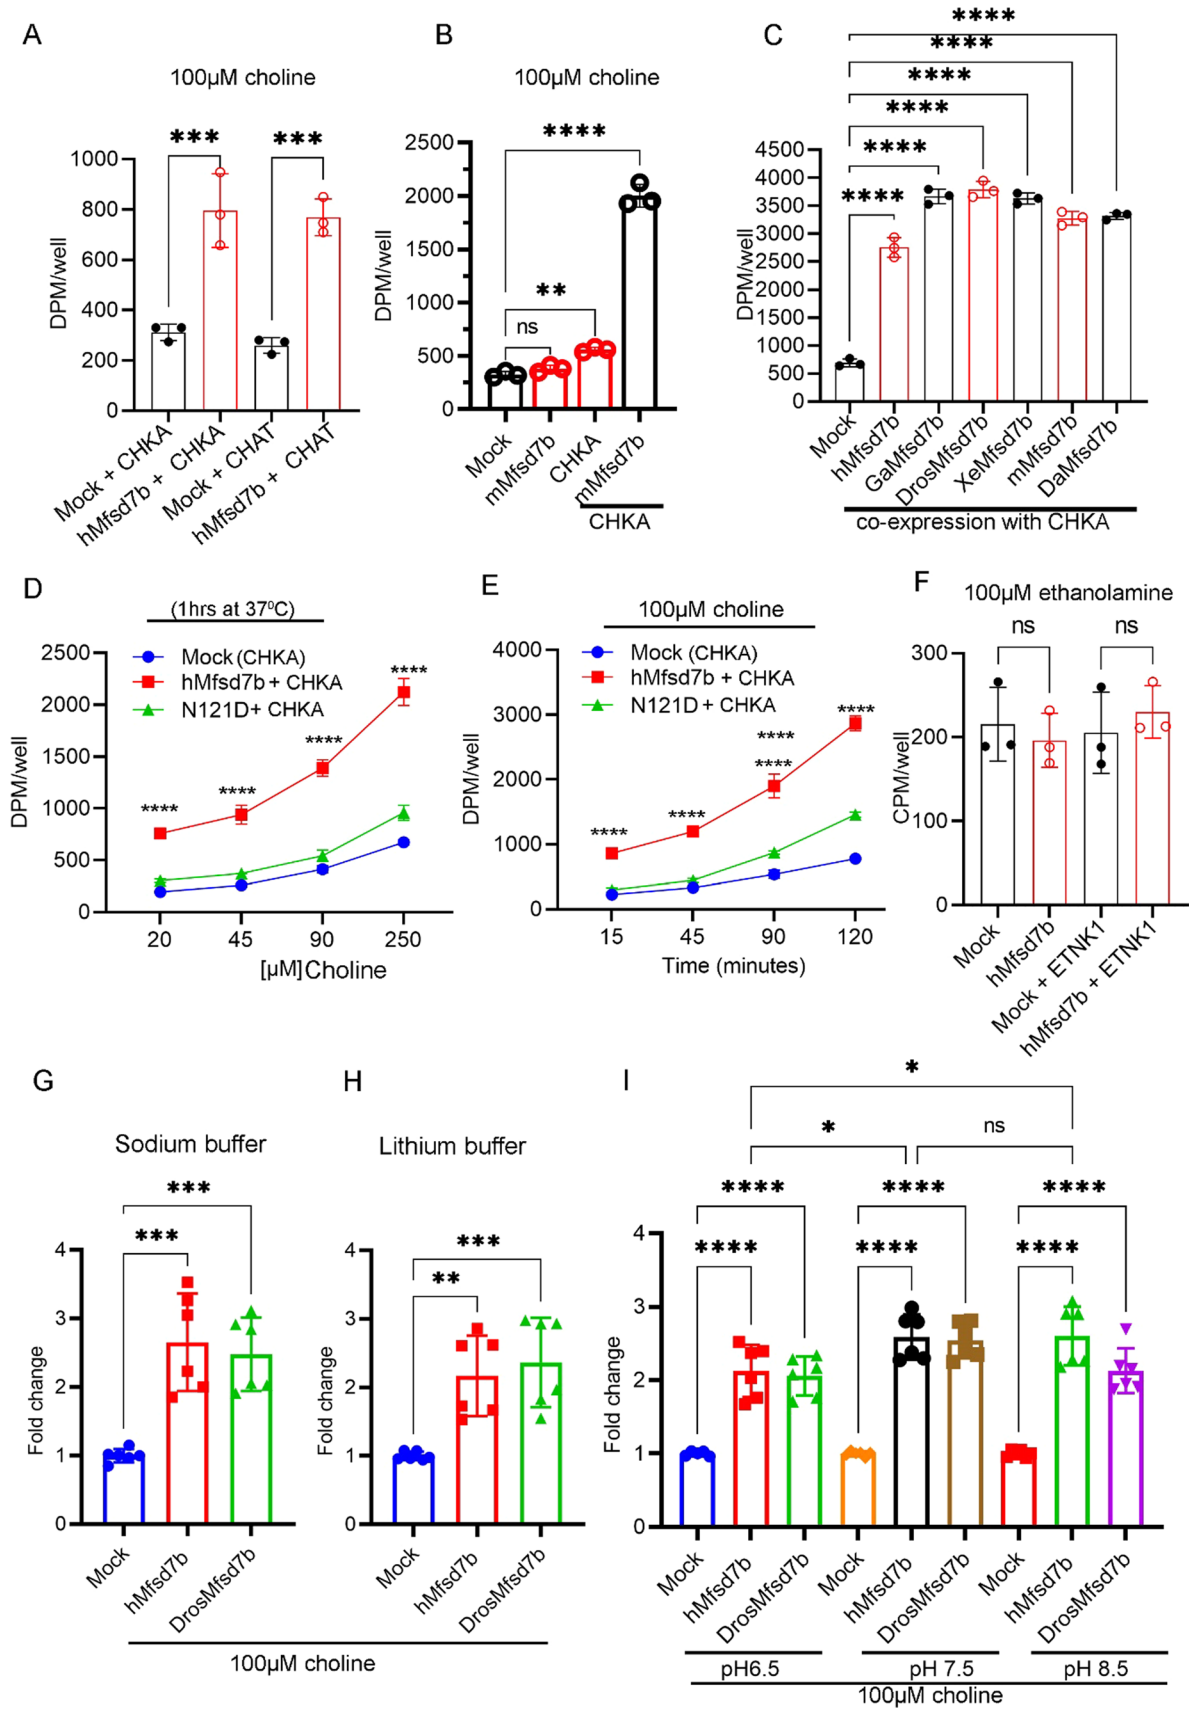 A
100µM choline
*** ***
1000
800
600
400
200
0
DPM/well
Mock + CHKA
hMfsd7b + CHKA
Mock + CHAT
hMfsd7b + CHAT
B
100µM choline
****
**
ns
2500
2000
1500
1000
500
0
DPM/well
Mock
mMfsd7b
CHKA
mMfsd7b
CHKA
C
****
****
****
****
****
****
4500
4000
3500
3000
2500
2000
1500
1000
500
0
DPM/well
Mock
hMfsd7b
GaMfsd7b
DrosMfsd7b
XeMfsd7b
mMfsd7b
DaMfsd7b
co-expression with CHKA
D
(1hrs at 37⁰C)
Mock (CHKA)
hMfsd7b + CHKA
N121D + CHKA
**** **** **** ****
2500
2000
1500
1000
500
0
DPM/well
20 45 90 250
[µM] Choline
E
100µM choline
Mock (CHKA)
hMfsd7b + CHKA
N121D + CHKA
****
**** **** **** ****
4000
3000
2000
1000
0
DPM/well
15 45 90 120
Time (minutes)
F
100µM ethanolamine
ns ns
300
200
100
0
CPM/well
Mock
hMfsd7b
Mock + ETNK1
hMfsd7b + ETNK1
G
Sodium buffer
***
***
4
3
2
1
0
Fold change
Mock
hMfsd7b
DrosMfsd7b
H
Lithium buffer
***
**
4
3
2
1
0
Fold change
Mock
hMfsd7b
DrosMfsd7b
100µM choline
I
*
* ns
**** **** ****
**** **** ****
4
3
2
1
0
Fold change
Mock
hMfsd7b
DrosMfsd7b
Mock
hMfsd7b
DrosMfsd7b
Mock
hMfsd7b
DrosMfsd7b
pH6.5 pH 7.5 pH 8.5
100µM choline